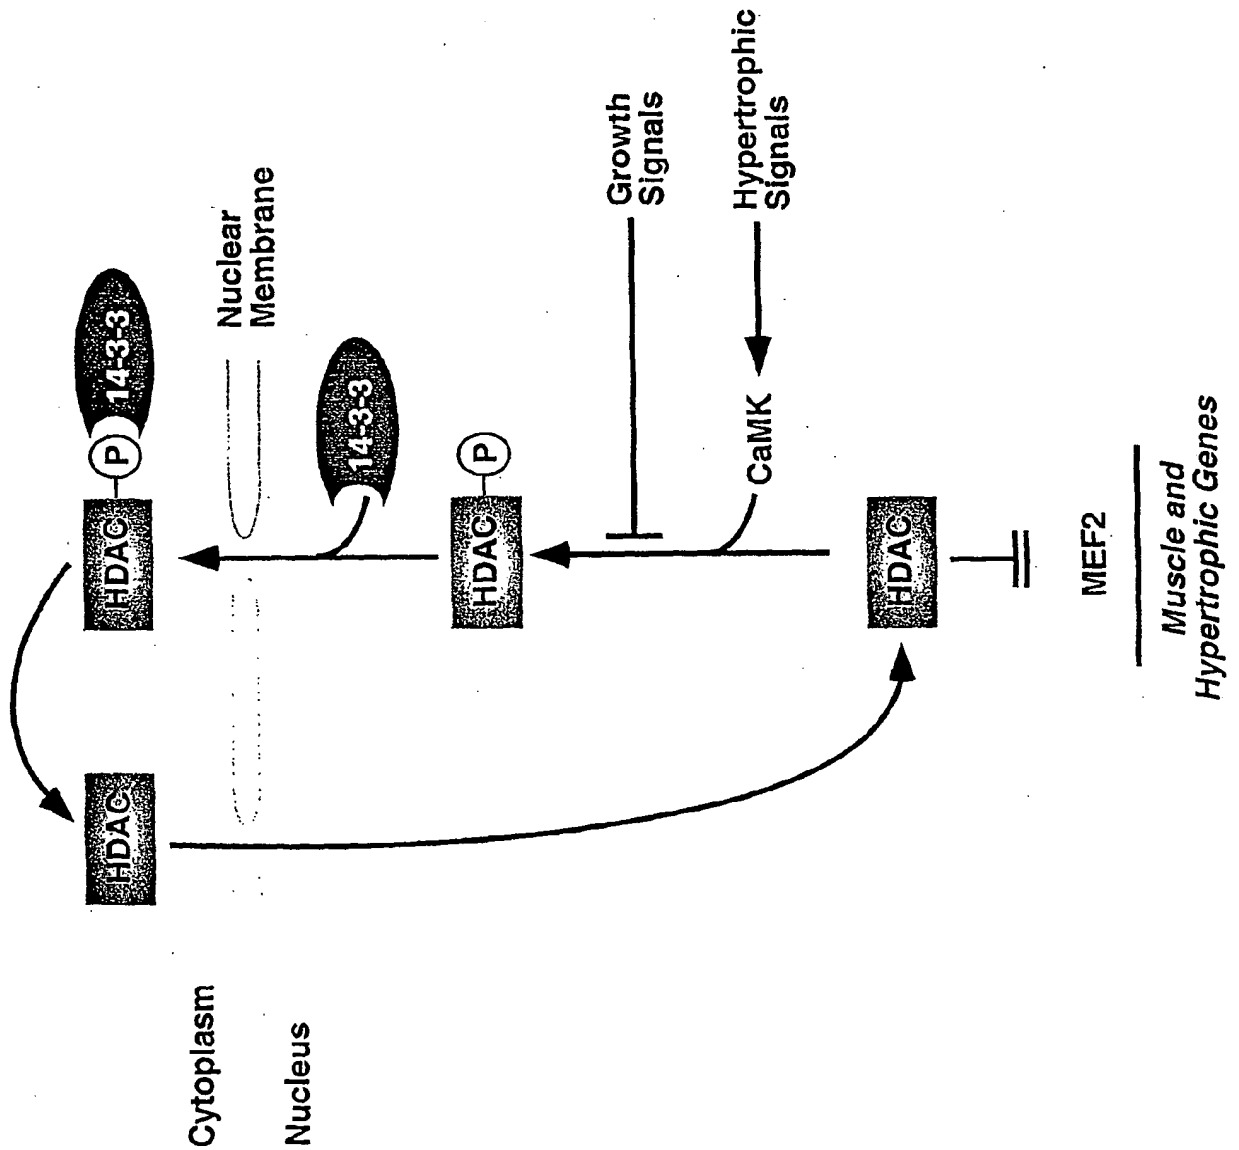 Cytoplasm
Nucleus
HDAC
HDAC
P
14-3-3
Nuclear
Membrane
14-3-3
HDAC
P
Growth
Signals
CaMK
Hypertrophic
Signals
HDAC
MEF2
Muscle and
Hypertrophic Genes